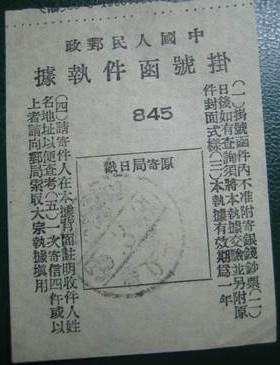 中國人民郵政
掛號函件執據
845
原寄局日戳
(一)掛號函件內不准附寄銀錢鈔票(二)
日後如有查詢須將本執據交驗並另附原
件封面式樣(三)本執據有效期為一年
(四)請寄件人在本據背面註明收件人姓
名地址以便查考(五)一次寄信四件或以
上者請向郵局索取大宗執據填用